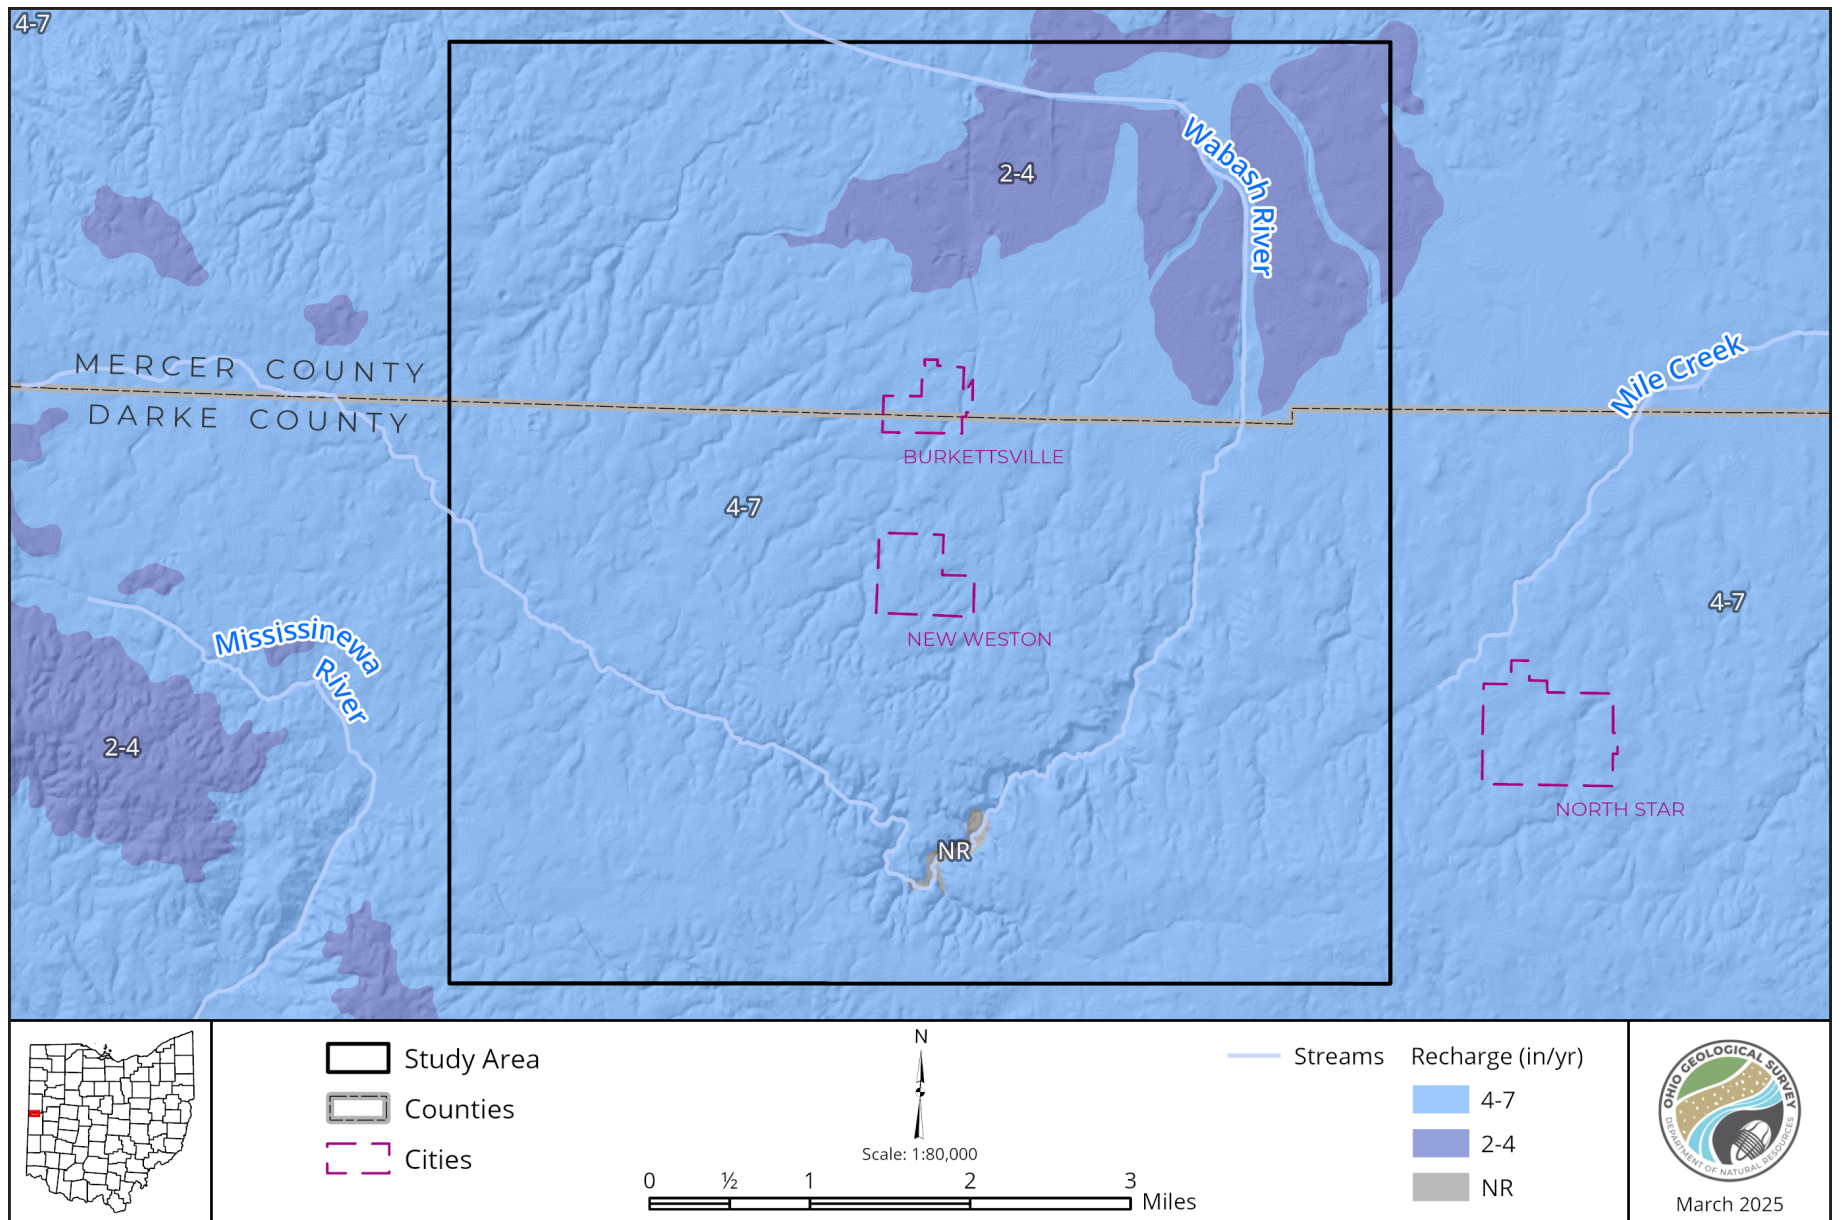 4-7
2-4
Wabash River
MERCER COUNTY
DARKE COUNTY
Mile Creek
BURKETTSVILLE
4-7
4-7
NEW WESTON
Mississinewa
River
2-4
NORTH STAR
NR
Study Area
Counties
Cities
N
Scale: 1:80,000
0 ½ 1 2 3
Miles
Streams
Recharge (in/yr)
4-7
2-4
NR
OHIO GEOLOGICAL SURVEY
DEPARTMENT OF NATURAL RESOURCES
March 2025